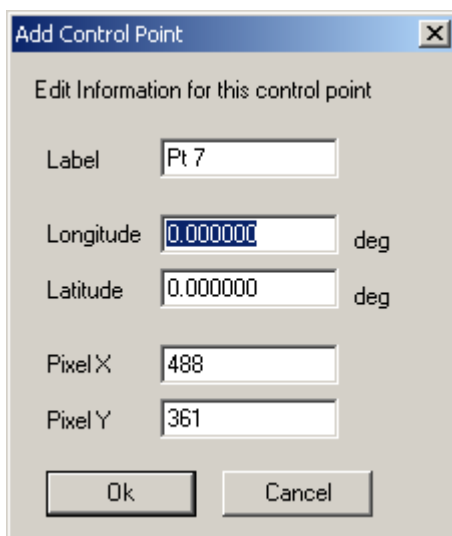 Add Control Point
Edit Information for this control point
Label Pt 7
Longitude 0.000000 deg
Latitude 0.000000 deg
Pixel X 488
Pixel Y 361
Ok Cancel